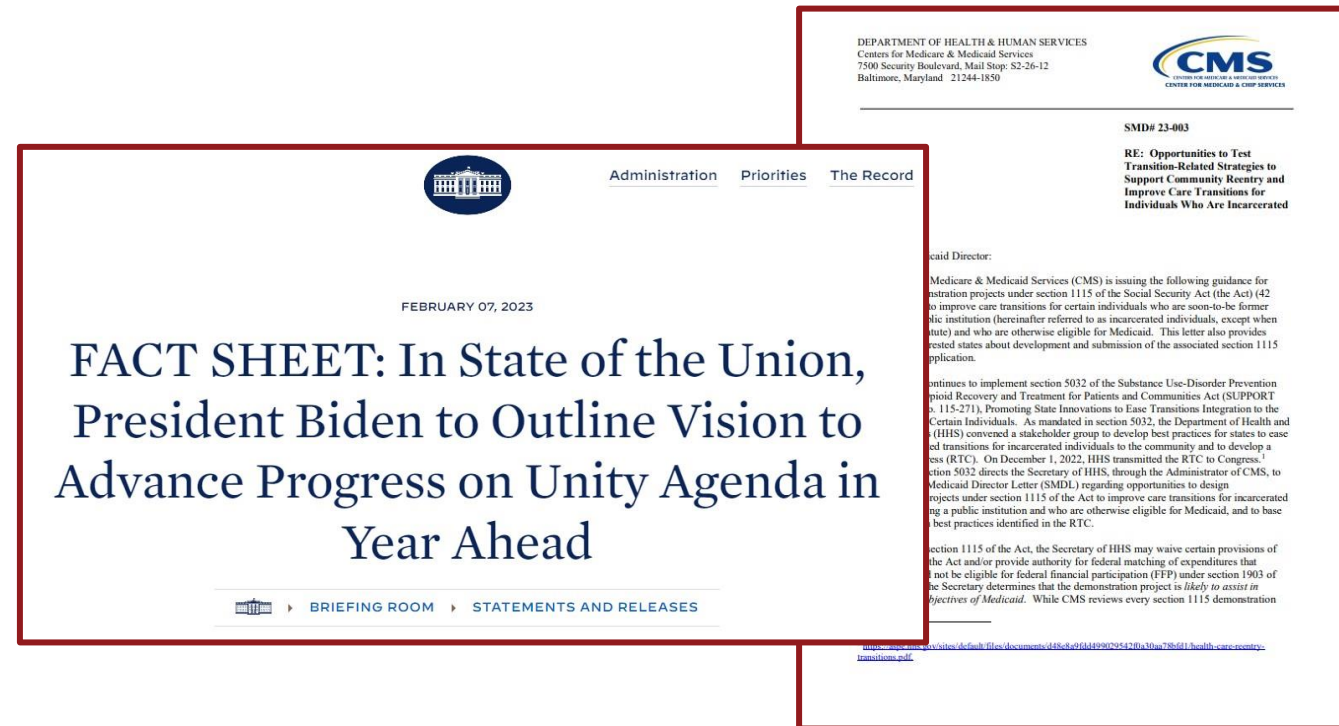 Administration Priorities The Record
FEBRUARY 07, 2023
FACT SHEET: In State of the Union,
President Biden to Outline Vision to
Advance Progress on Unity Agenda in
Year Ahead
BRIEFING ROOM STATEMENTS AND RELEASES
DEPARTMENT OF HEALTH & HUMAN SERVICES
Centers for Medicare & Medicaid Services
7500 Security Boulevard, Mail Stop: S2-26-12
Baltimore, Maryland 21244-1850
CMS
CENTERS FOR MEDICARE & MEDICAID SERVICES
CENTER FOR MEDICAID & CHIP SERVICES
SMD# 23-003
RE: Opportunities to Test
Transition-Related Strategies to
Support Community Reentry and
Improve Care Transitions for
Individuals Who Are Incarcerated
caid Director:
Medicare & Medicaid Services (CMS) is issuing the following guidance for
nstration projects under section 1115 of the Social Security Act (the Act) (42
to improve care transitions for certain individuals who are soon-to-be former
blic institution (hereinafter referred to as incarcerated individuals, except when
tute) and who are otherwise eligible for Medicaid. This letter also provides
rested states about development and submission of the associated section 1115
pplication.
ontinues to implement section 5032 of the Substance Use-Disorder Prevention
pioid Recovery and Treatment for Patients and Communities Act (SUPPORT
o. 115-271), Promoting State Innovations to Ease Transitions Integration to the
Certain Individuals. As mandated in section 5032, the Department of Health and
s (HHS) convened a stakeholder group to develop best practices for states to ease
ed transitions for incarcerated individuals to the community and to develop a
ress (RTC). On December 1, 2022, HHS transmitted the RTC to Congress.1
ction 5032 directs the Secretary of HHS, through the Administrator of CMS, to
Medicaid Director Letter (SMDL) regarding opportunities to design
rojects under section 1115 of the Act to improve care transitions for incarcerated
ng a public institution and who are otherwise eligible for Medicaid, and to base
best practices identified in the RTC.
section 1115 of the Act, the Secretary of HHS may waive certain provisions of
the Act and/or provide authority for federal matching of expenditures that
not be eligible for federal financial participation (FFP) under section 1903 of
he Secretary determines that the demonstration project is likely to assist in
bjectives of Medicaid. While CMS reviews every section 1115 demonstration
https://aspe.hhs.gov/sites/default/files/documents/d48e8a9fdd499029542f0a30aa78bfd1/health-care-reentry-
transitions.pdf.